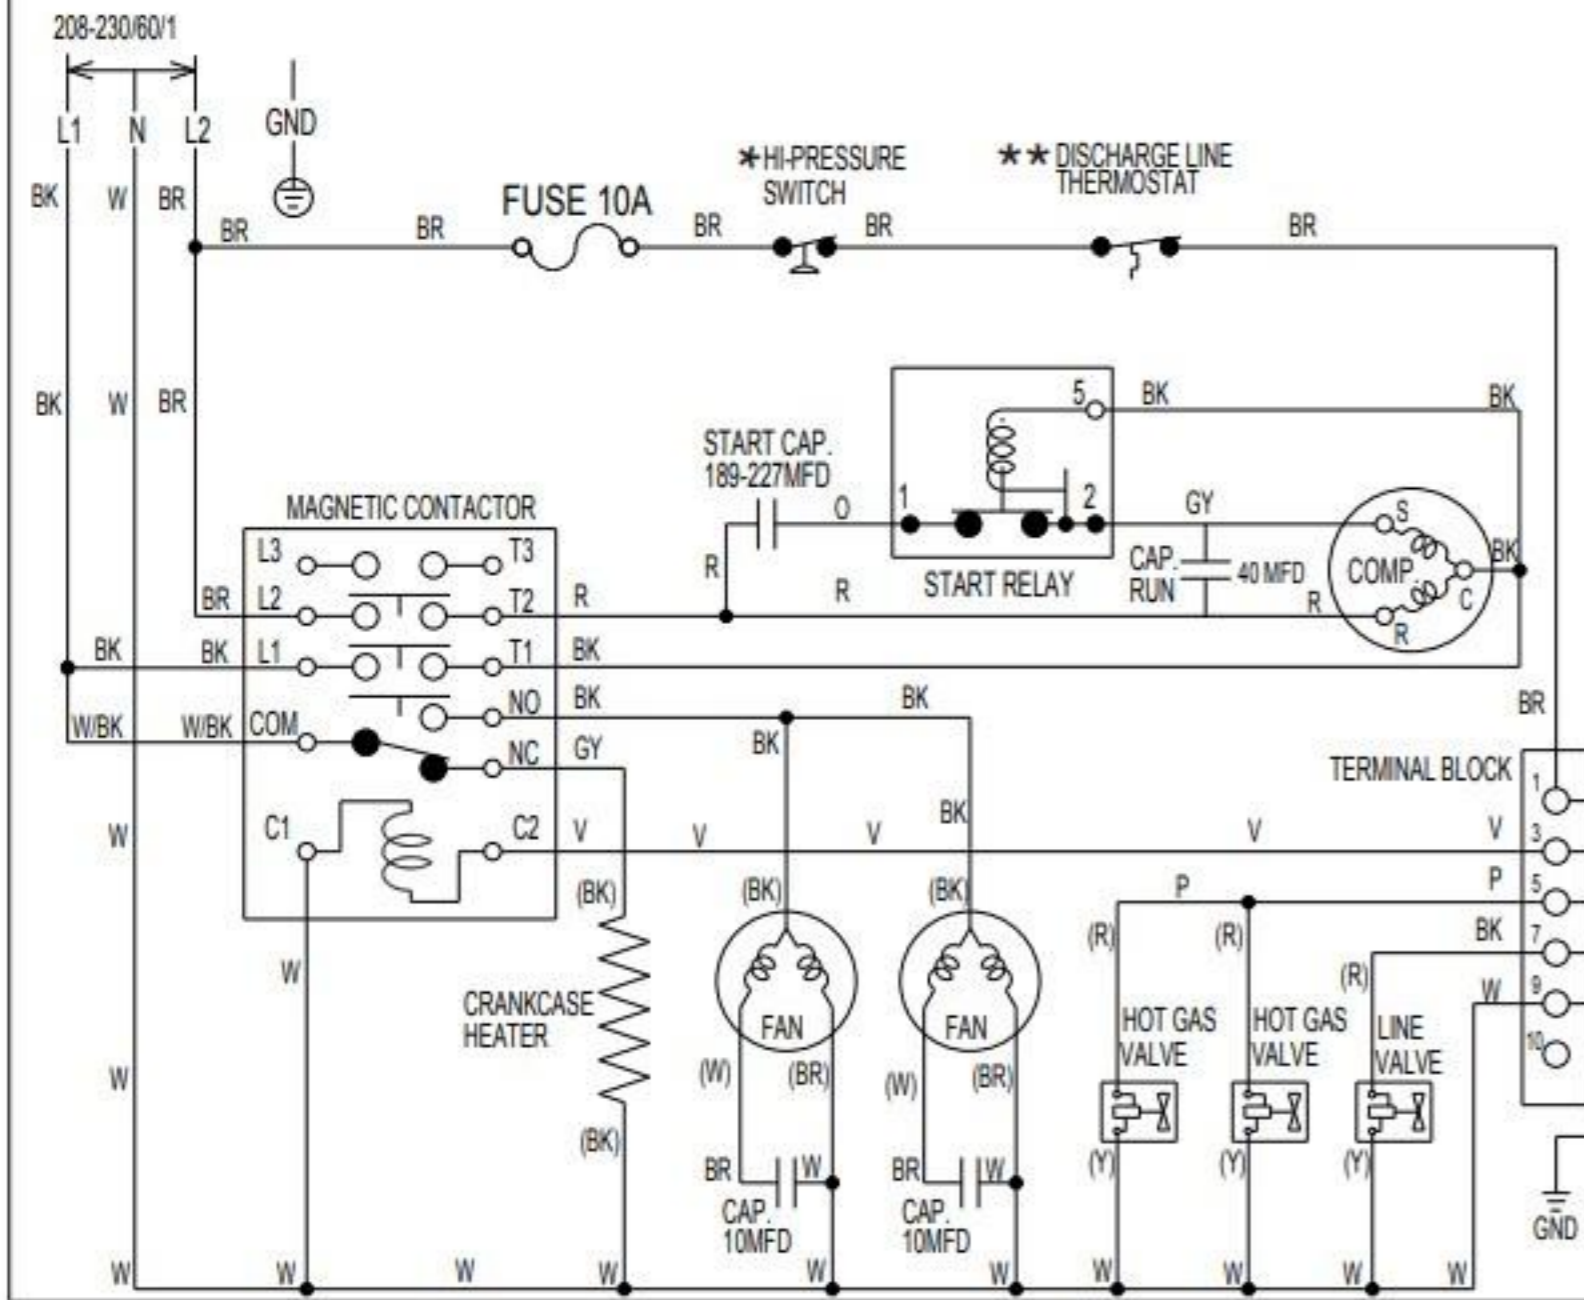 208-230/60/1
L1 N L2 GND
BK W BR
*HI-PRESSURE
SWITCH
**DISCHARGE LINE
THERMOSTAT
FUSE 10A
BR BR BR BR BR
BK W BR
5 BK BK
START CAP.
189-227MFD
MAGNETIC CONTACTOR
O 1 2 GY S
L3 T3
R START RELAY
CAP.
RUN
40 MFD
COMP.
BK
C
BR L2 T2 R R R
R
BK BK L1 T1 BK
NO BK BK
BR
W/BK W/BK COM
NC GY BK
TERMINAL BLOCK 1
W C1 C2 V V V BK V V 3
P P 5
(BK) (BK) (BK)
(R) (R) BK 7
W (R) W 9
CRANKCASE
HEATER
FAN FAN
HOT GAS
VALVE
HOT GAS
VALVE
LINE
VALVE
10
W (W) (BR) (W) (BR)
(BK) BR W BR W (Y) (Y) (Y)
CAP.
10MFD
CAP.
10MFD
GND
W W W W W W W W W W